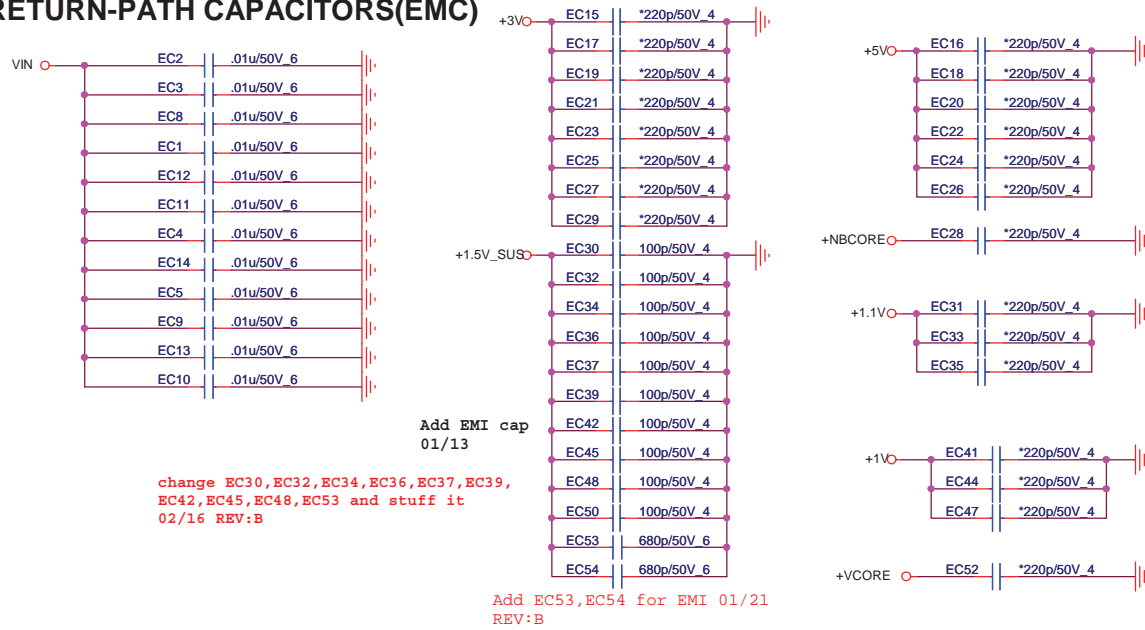 RETURN-PATH CAPACITORS(EMC)
VIN
EC2 .01u/50V_6
EC3 .01u/50V_6
EC8 .01u/50V_6
EC1 .01u/50V_6
EC12 .01u/50V_6
EC11 .01u/50V_6
EC4 .01u/50V_6
EC14 .01u/50V_6
EC5 .01u/50V_6
EC9 .01u/50V_6
EC13 .01u/50V_6
EC10 .01u/50V_6
change EC30,EC32,EC34,EC36,EC37,EC39,
EC42,EC45,EC48,EC53 and stuff it
02/16 REV:B
+3V
EC15 *220p/50V_4
EC17 *220p/50V_4
EC19 *220p/50V_4
EC21 *220p/50V_4
EC23 *220p/50V_4
EC25 *220p/50V_4
EC27 *220p/50V_4
EC29 *220p/50V_4
+1.5V_SUS
EC30 100p/50V_4
EC32 100p/50V_4
EC34 100p/50V_4
EC36 100p/50V_4
EC37 100p/50V_4
EC39 100p/50V_4
EC42 100p/50V_4
EC45 100p/50V_4
EC48 100p/50V_4
EC50 100p/50V_4
EC53 680p/50V_6
EC54 680p/50V_6
Add EMI cap
01/13
Add EC53,EC54 for EMI 01/21
REV:B
+5V
EC16 *220p/50V_4
EC18 *220p/50V_4
EC20 *220p/50V_4
EC22 *220p/50V_4
EC24 *220p/50V_4
EC26 *220p/50V_4
+NBCORE
EC28 *220p/50V_4
+1.1V
EC31 *220p/50V_4
EC33 *220p/50V_4
EC35 *220p/50V_4
+1V
EC41 *220p/50V_4
EC44 *220p/50V_4
EC47 *220p/50V_4
+VCORE
EC52 *220p/50V_4